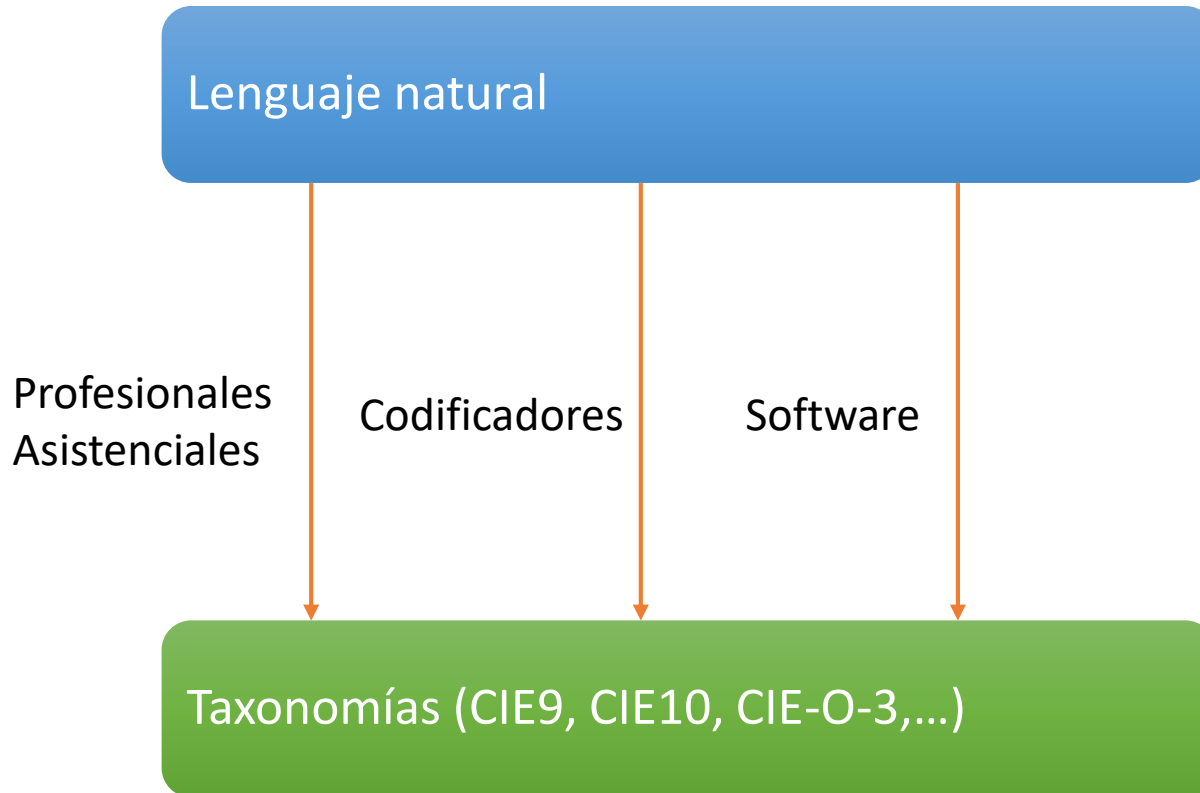 Lenguaje natural
Profesionales
Asistenciales
Codificadores
Software
Taxonomías (CIE9, CIE10, CIE-O-3,...)